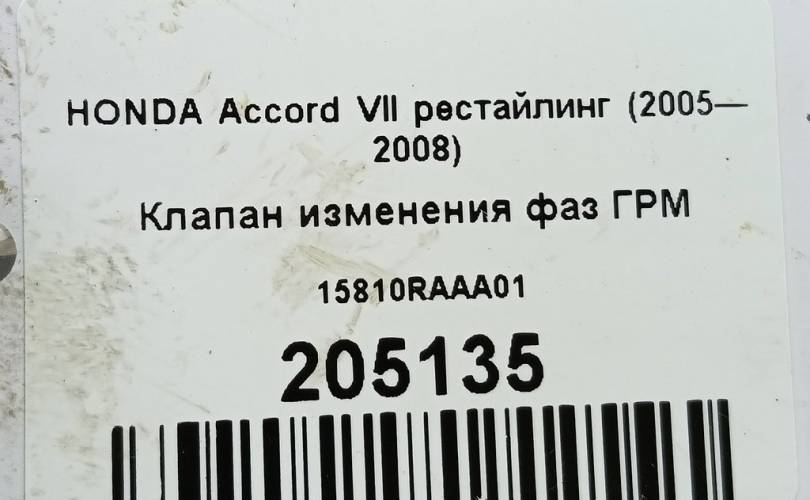 HONDA Accord VII рестайлинг (2005—
2008)
Клапан изменения фаз ГРМ
15810RAAA01
205135